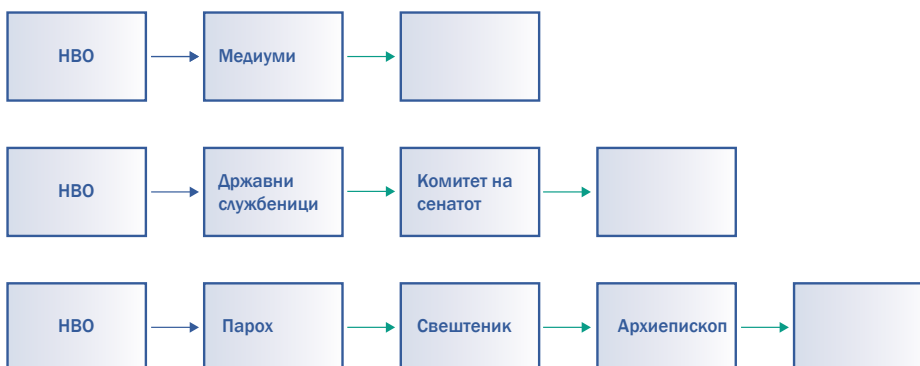 НВО
Медиуми
НВО
Државни
службеници
Комитет на
сенатот
НВО
Парох
Свештеник
Архиепископ